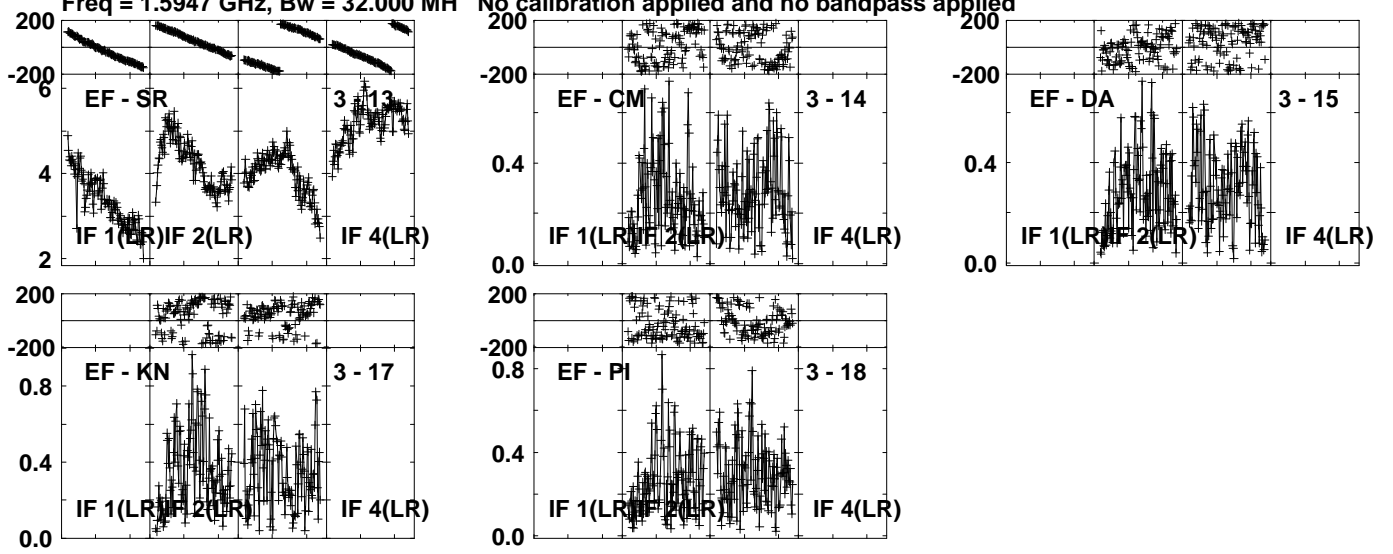 Freq = 1.5947 GHz, Bw = 32.000 MH No calibration applied and no bandpass applied
200
-200
6
4
2
EF - SR 3 - 13
IF 1(LR) IF 2(LR) IF 4(LR)
200
-200
0.4
0.0
EF - CM 3 - 14
IF 1(LR) IF 2(LR) IF 4(LR)
200
-200
0.4
0.0
EF - DA 3 - 15
IF 1(LR) IF 2(LR) IF 4(LR)
200
-200
0.8
0.4
0.0
EF - KN 3 - 17
IF 1(LR) IF 2(LR) IF 4(LR)
200
-200
0.8
0.4
0.0
EF - PI 3 - 18
IF 1(LR) IF 2(LR) IF 4(LR)